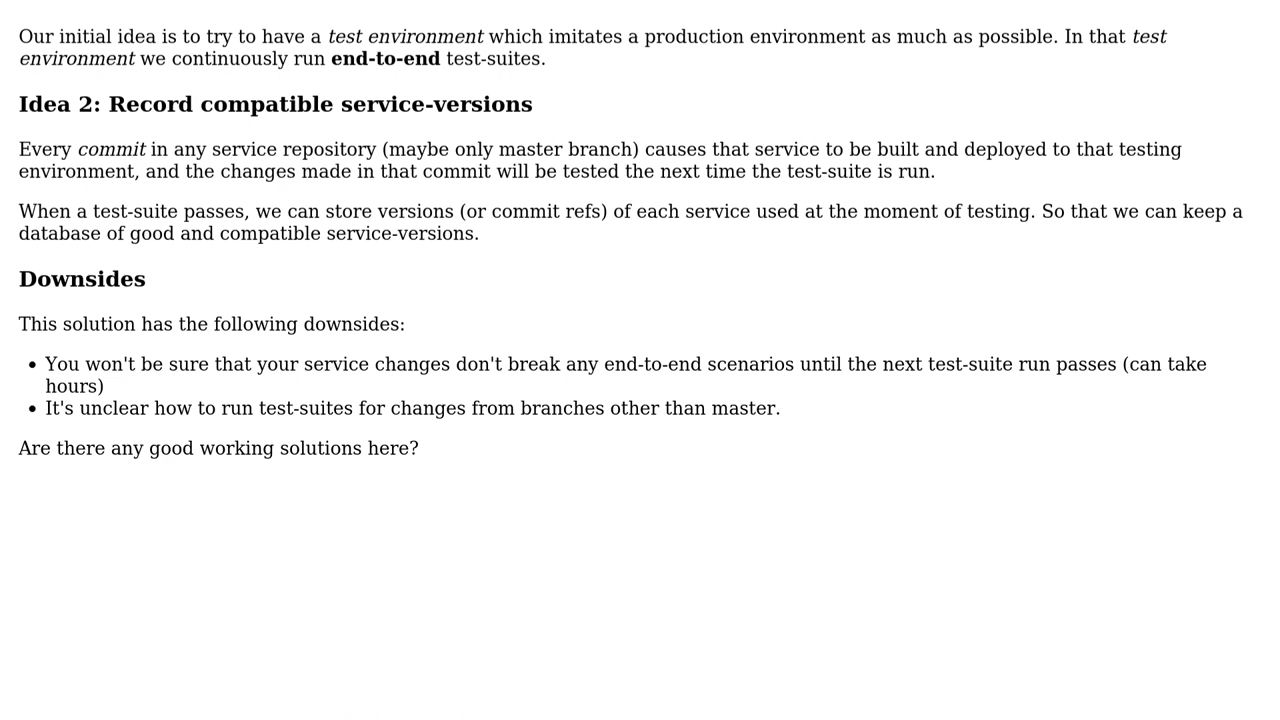 Our initial idea is to try to have a test environment which imitates a production environment as much as possible. In that test
environment we continuously run end-to-end test-suites.
Idea 2: Record compatible service-versions
Every commit in any service repository (maybe only master branch) causes that service to be built and deployed to that testing
environment, and the changes made in that commit will be tested the next time the test-suite is run.
When a test-suite passes, we can store versions (or commit refs) of each service used at the moment of testing. So that we can keep a
database of good and compatible service-versions.
Downsides
This solution has the following downsides:
• You won't be sure that your service changes don't break any end-to-end scenarios until the next test-suite run passes (can take
hours)
• It's unclear how to run test-suites for changes from branches other than master.
Are there any good working solutions here?